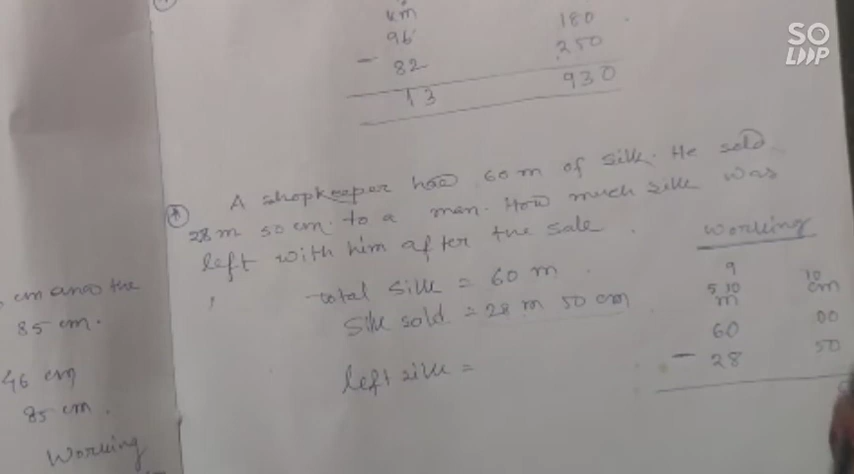 SO
LOOP
km
96 180
- 82 250
13 930
A shopkeeper had 60 m of silk. He sold
28 m 50 cm. to a man. How much silk was
left with him after the sale.
total silk = 60 m
Silk sold = 28 m 50 cm
left silk =
Working
9
5 10 10
m cm
60 00
- 28 50
cm and the
85 cm.
46 cm
85 cm.
Working